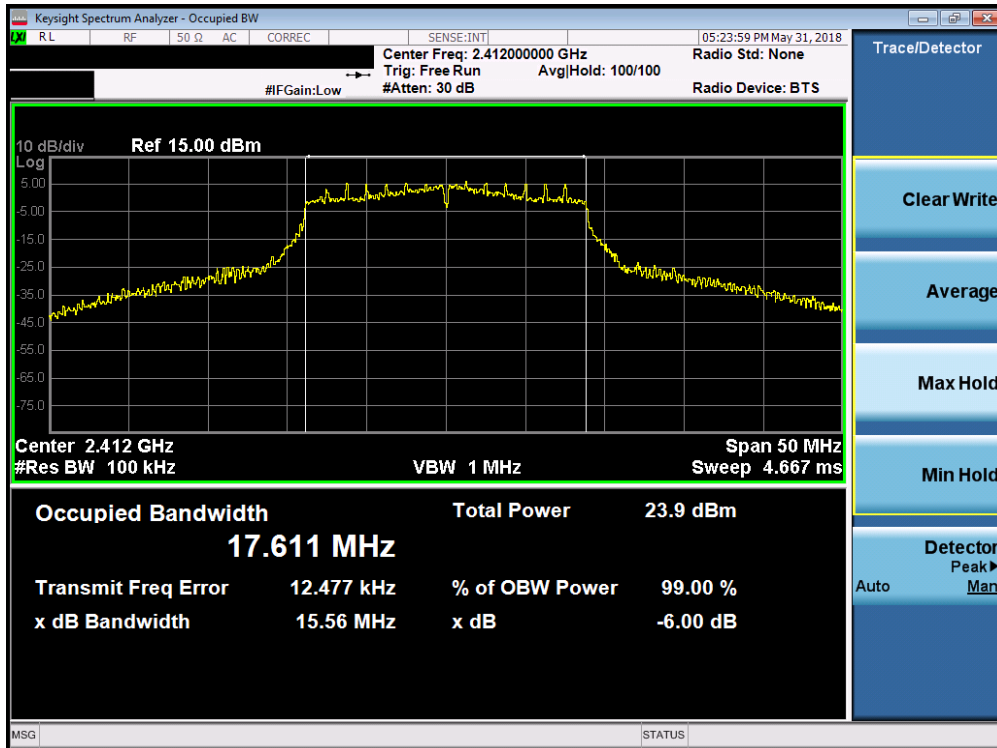 Keysight Spectrum Analyzer - Occupied BW
LXI RL RF 50 Ω AC CORREC SENSE:INT 05:23:59 PM May 31, 2018
Center Freq: 2.412000000 GHz Radio Std: None
Trig: Free Run Avg|Hold: 100/100
#IFGain:Low #Atten: 30 dB Radio Device: BTS
Trace/Detector
10 dB/div Ref 15.00 dBm
Log
5.00
-5.00
-15.0
-25.0
-35.0
-45.0
-55.0
-65.0
-75.0
Center 2.412 GHz Span 50 MHz
#Res BW 100 kHz VBW 1 MHz Sweep 4.667 ms
Occupied Bandwidth Total Power 23.9 dBm
17.611 MHz
Transmit Freq Error 12.477 kHz % of OBW Power 99.00 %
x dB Bandwidth 15.56 MHz x dB -6.00 dB
Clear Write
Average
Max Hold
Min Hold
Detector
Peak▶
Auto Man
MSG STATUS